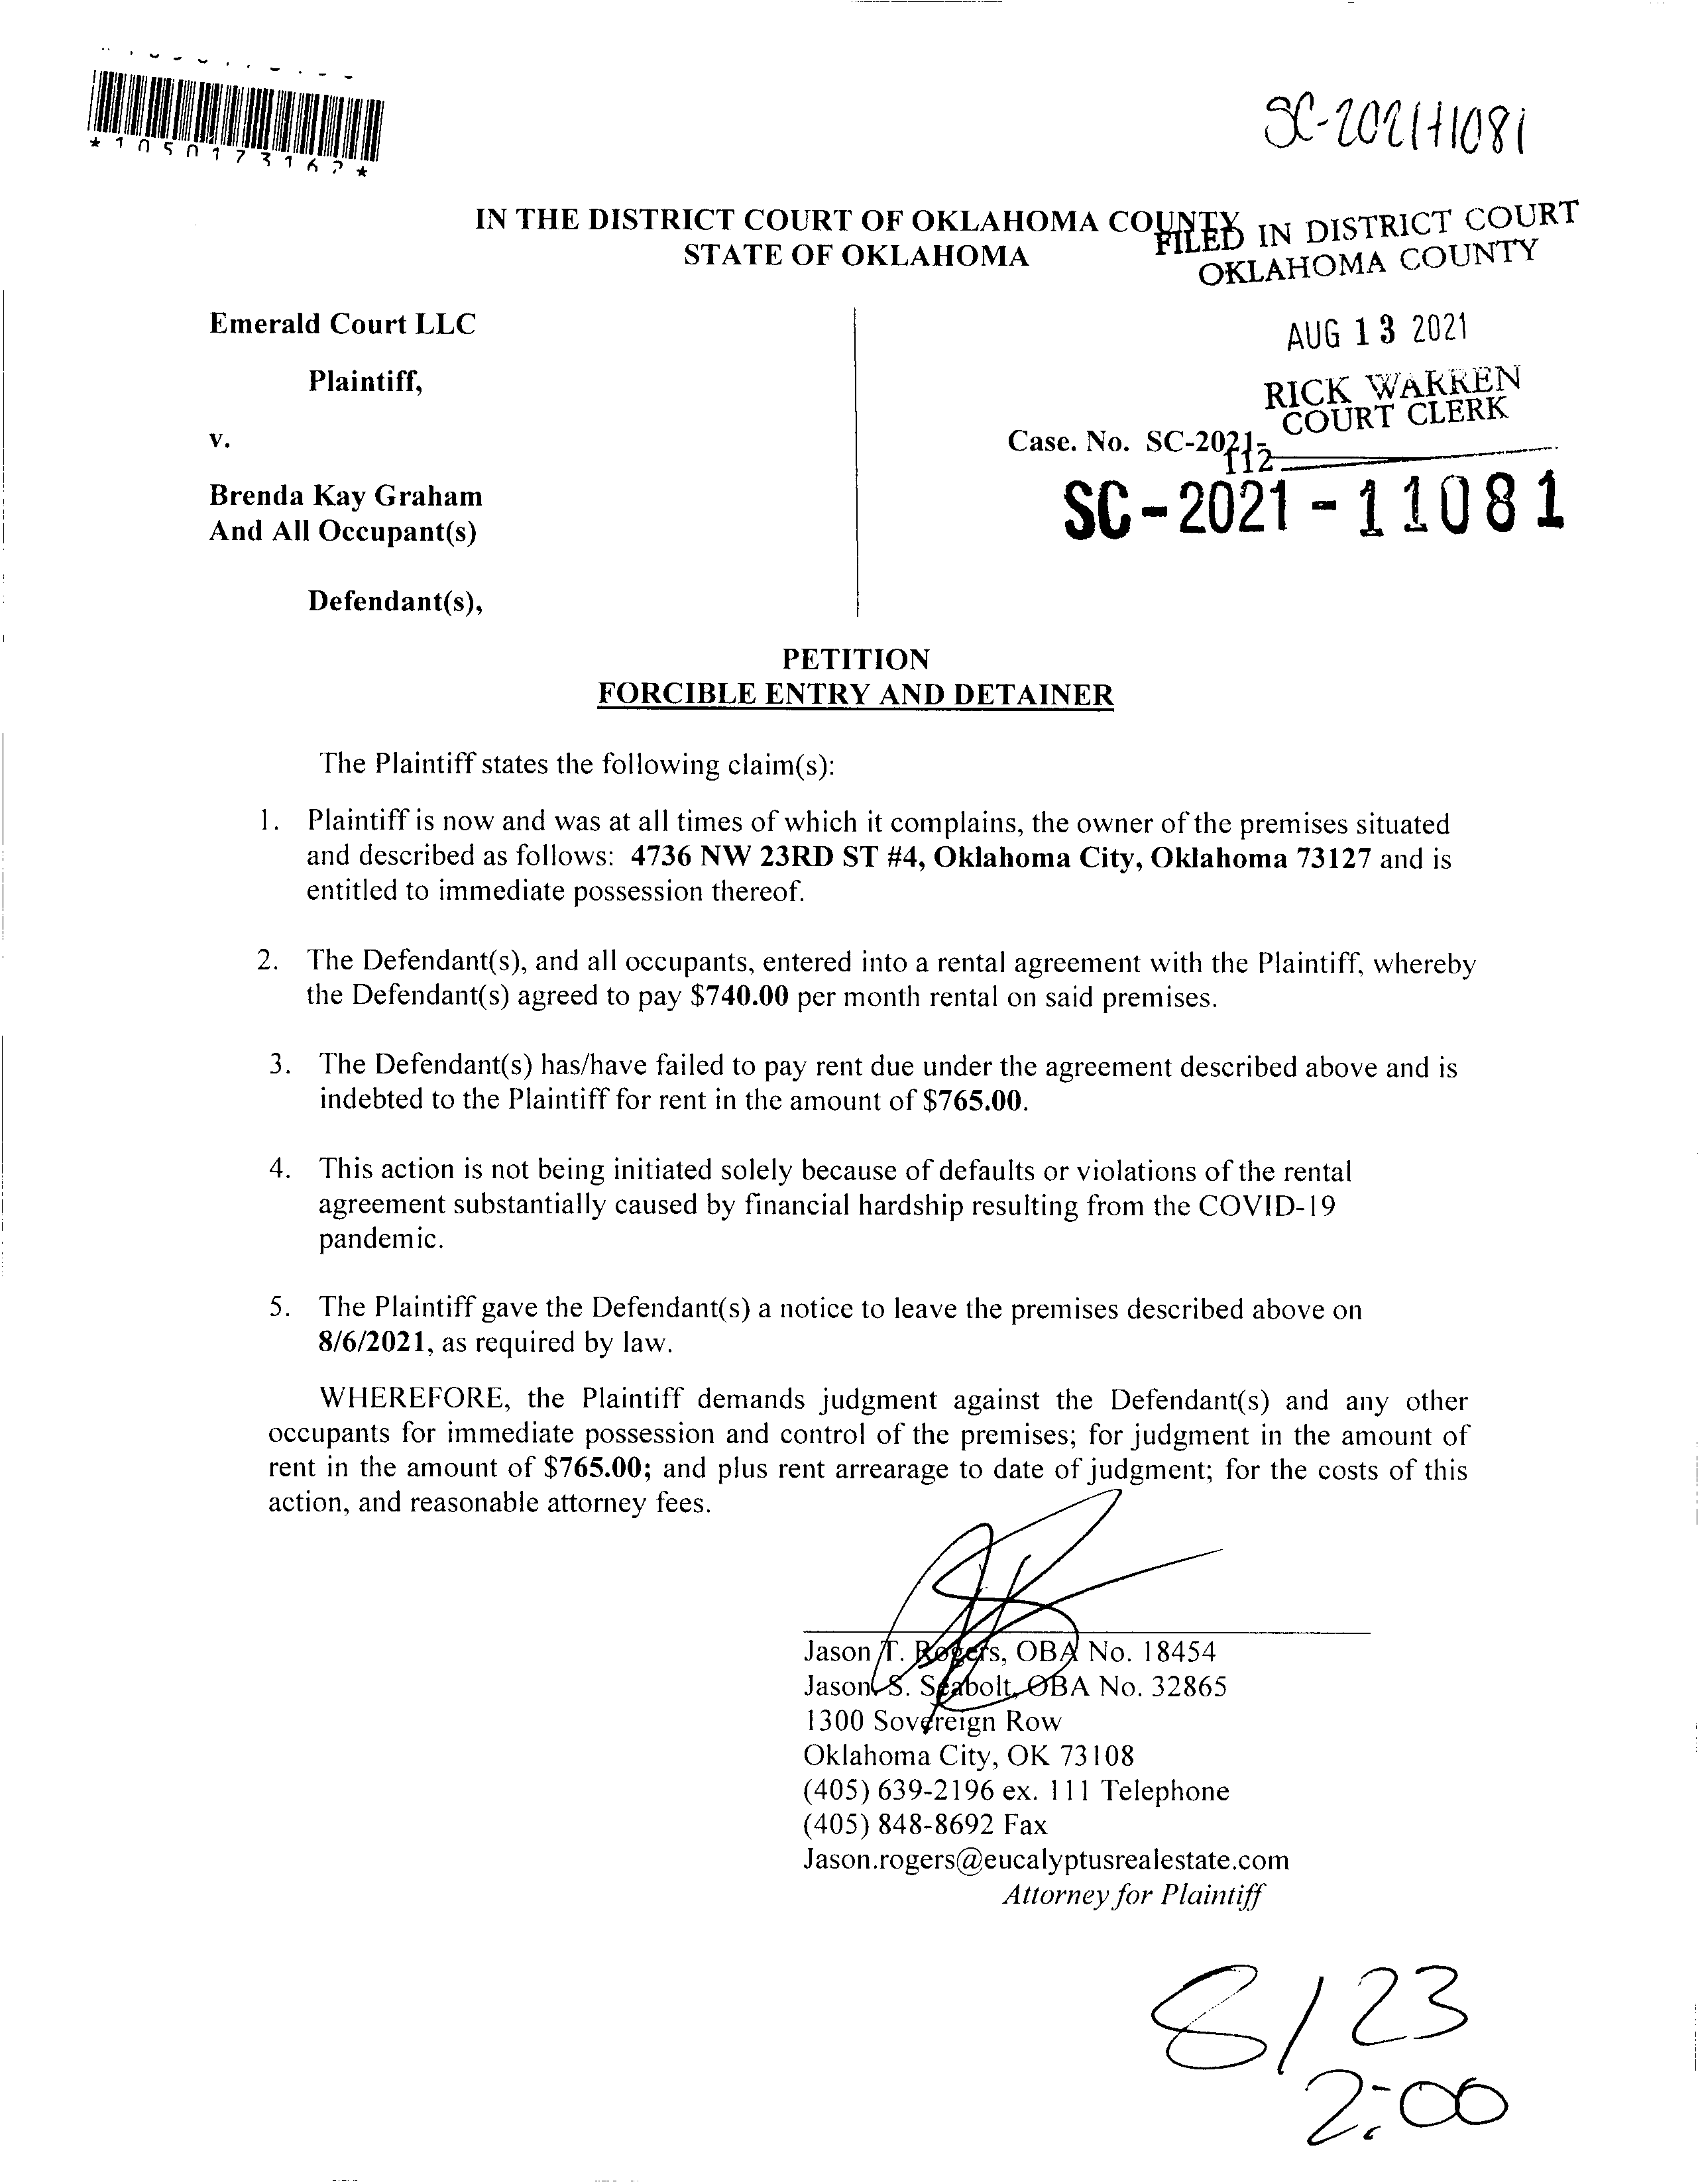 *1050173162*
SC-2021-11081
IN THE DISTRICT COURT OF OKLAHOMA COUNTY
STATE OF OKLAHOMA
FILED IN DISTRICT COURT
OKLAHOMA COUNTY
AUG 13 2021
RICK WARREN
COURT CLERK
112
Emerald Court LLC
Plaintiff,
v.
Case. No. SC-2021-
SC-2021-11081
Brenda Kay Graham
And All Occupant(s)
Defendant(s),
PETITION
FORCIBLE ENTRY AND DETAINER
The Plaintiff states the following claim(s):
1. Plaintiff is now and was at all times of which it complains, the owner of the premises situated
and described as follows: 4736 NW 23RD ST #4, Oklahoma City, Oklahoma 73127 and is
entitled to immediate possession thereof.
2. The Defendant(s), and all occupants, entered into a rental agreement with the Plaintiff, whereby
the Defendant(s) agreed to pay $740.00 per month rental on said premises.
3. The Defendant(s) has/have failed to pay rent due under the agreement described above and is
indebted to the Plaintiff for rent in the amount of $765.00.
4. This action is not being initiated solely because of defaults or violations of the rental
agreement substantially caused by financial hardship resulting from the COVID-19
pandemic.
5. The Plaintiff gave the Defendant(s) a notice to leave the premises described above on
8/6/2021, as required by law.
WHEREFORE, the Plaintiff demands judgment against the Defendant(s) and any other
occupants for immediate possession and control of the premises; for judgment in the amount of
rent in the amount of $765.00; and plus rent arrearage to date of judgment; for the costs of this
action, and reasonable attorney fees.
Jason T. Rogers, OBA No. 18454
Jason S. Seabolt, OBA No. 32865
1300 Sovereign Row
Oklahoma City, OK 73108
(405) 639-2196 ex. 111 Telephone
(405) 848-8692 Fax
Jason.rogers@eucalyptusrealestate.com
Attorney for Plaintiff
8/23
2:00